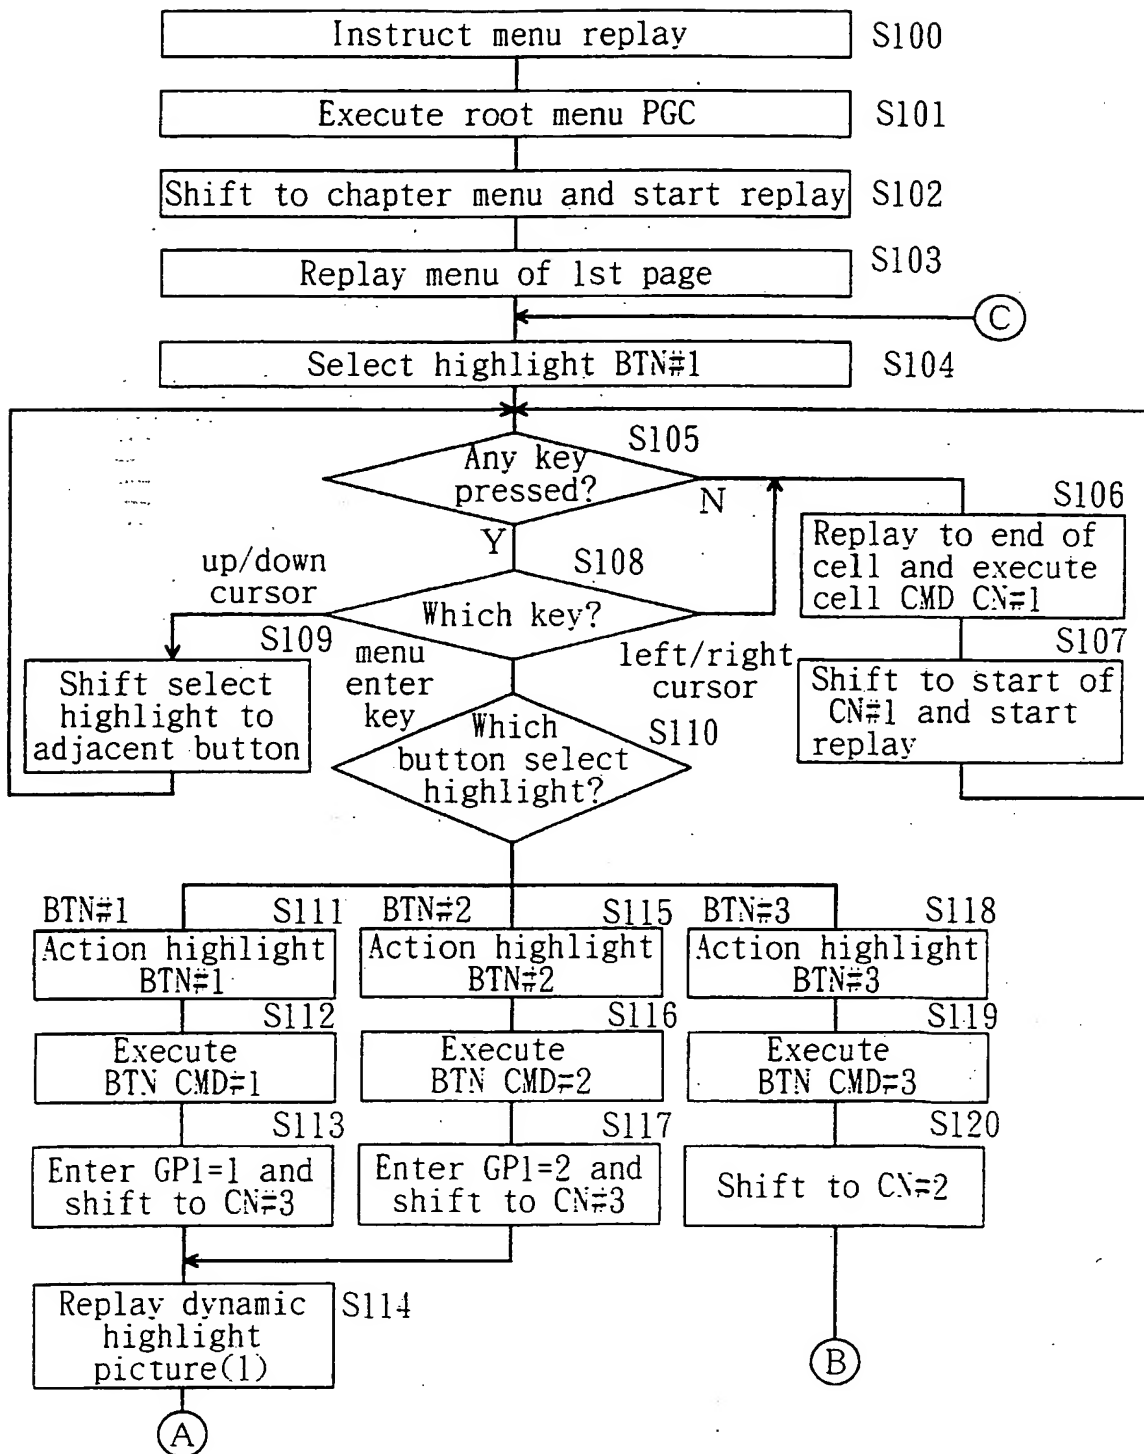 Instruct menu replay
S100
Execute root menu PGC
S101
Shift to chapter menu and start replay
S102
Replay menu of 1st page
S103
C
Select highlight BTN#1
S104
S105
Any key
pressed?
N
Y
S106
Replay to end of
cell and execute
cell CMD CN#1
up/down
cursor
S108
Which key?
S109
menu
enter
key
left/right
cursor
S107
Shift to start of
CN#1 and start
replay
Shift select
highlight to
adjacent button
S110
Which
button select
highlight?
BTN#1
S111
Action highlight
BTN#1
S112
Execute
BTN CMD#1
S113
Enter GP1=1 and
shift to CN#3
BTN#2
S115
Action highlight
BTN#2
S116
Execute
BTN CMD#2
S117
Enter GP1=2 and
shift to CN#3
BTN#3
S118
Action highlight
BTN#3
S119
Execute
BTN CMD#3
S120
Shift to CN#2
Replay dynamic
highlight
picture(1)
S114
A
B